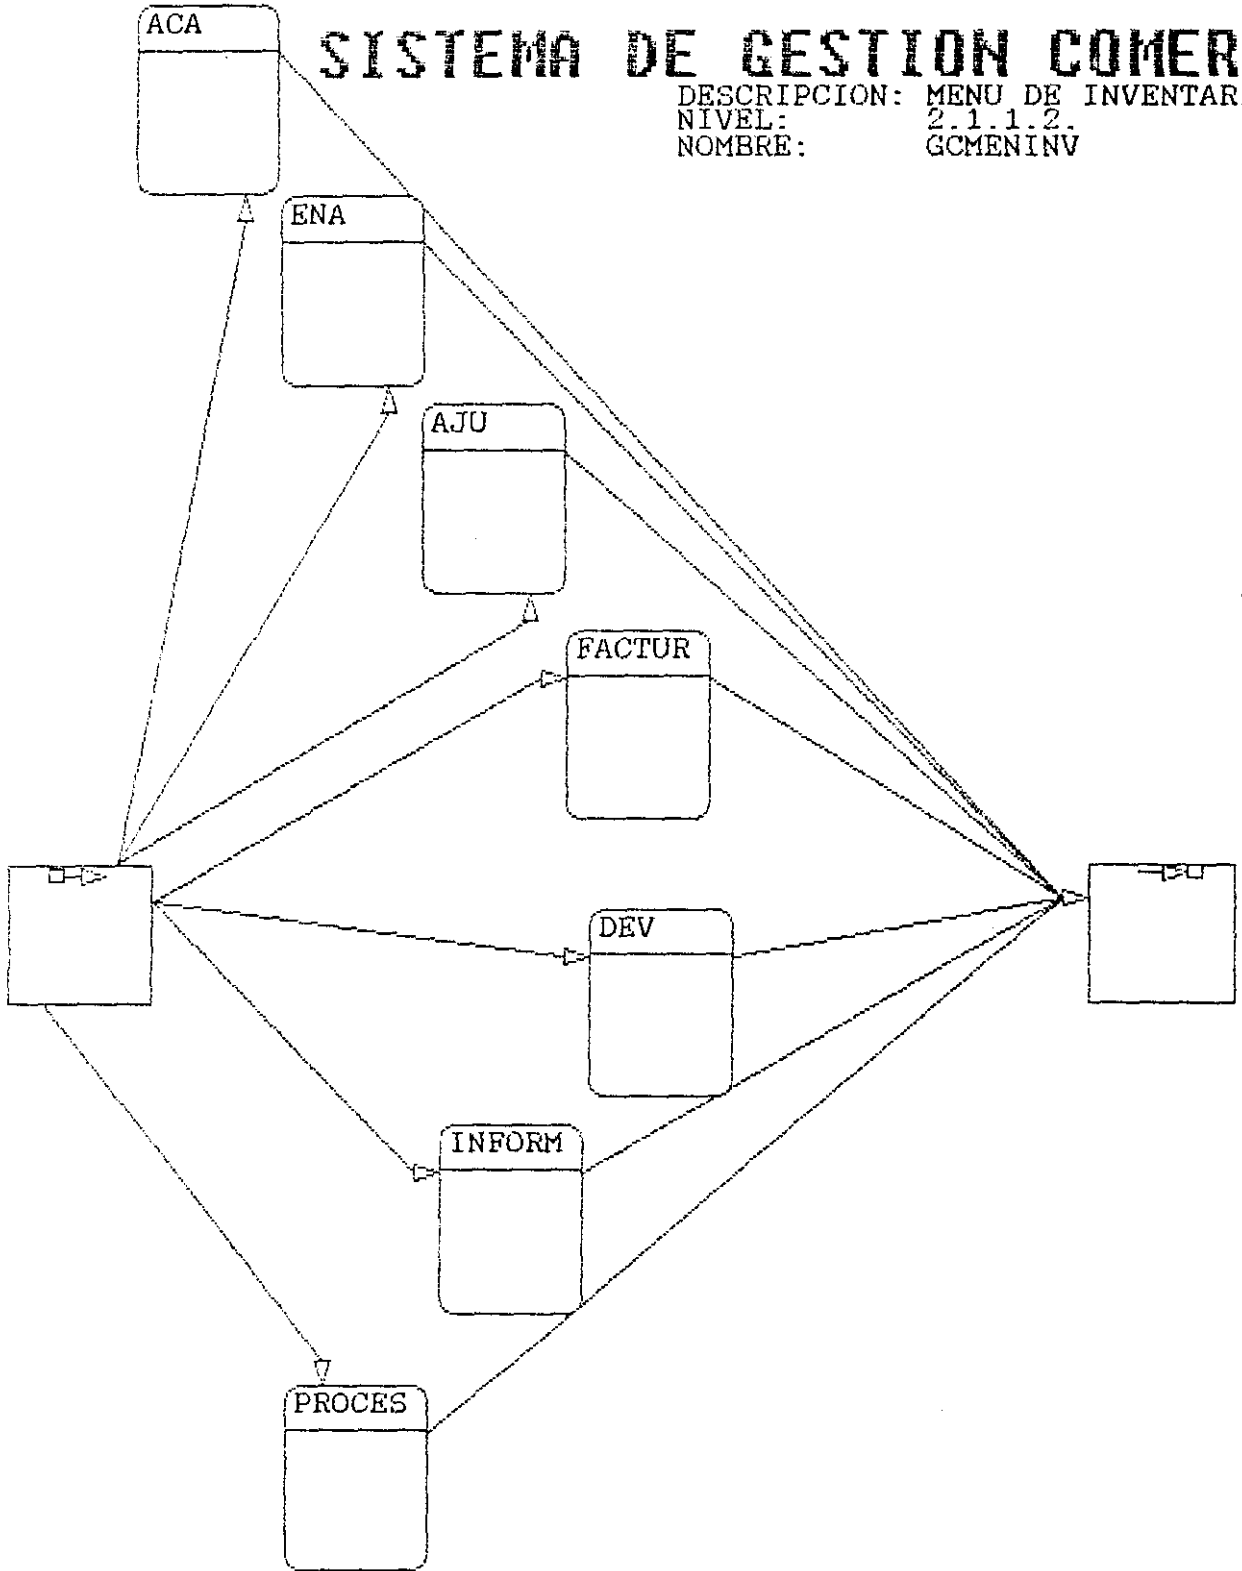 ACA
SISTEMA DE GESTION COMER
DESCRIPCION: MENU DE INVENTAR
NIVEL: 2.1.1.2.
NOMBRE: GCMENINV
ENA
AJU
FACTUR
DEV
INFORM
PROCES